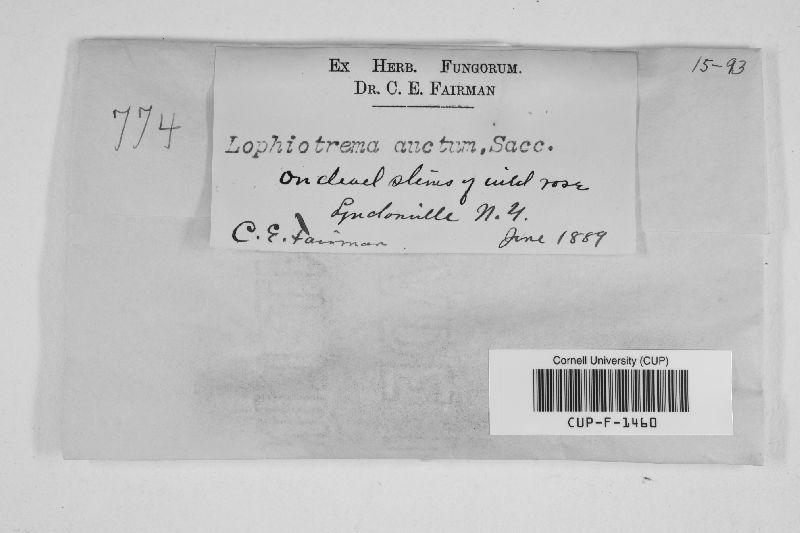 Ex Herb. Fungorum.
Dr. C. E. Fairman
15-93
774
Lophiotrema auctum, Sacc.
On dead stems of wild rose
Lyndonville N.Y.
C. E. Fairman
June 1889
Cornell University (CUP)
CUP-F-1460